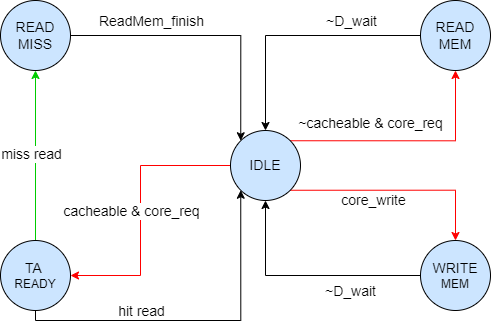 READ
MISS
ReadMem_finish
~D_wait
READ
MEM
~cacheable & core_req
miss read
IDLE
cacheable & core_req
core_write
TA
READY
hit read
~D_wait
WRITE
MEM